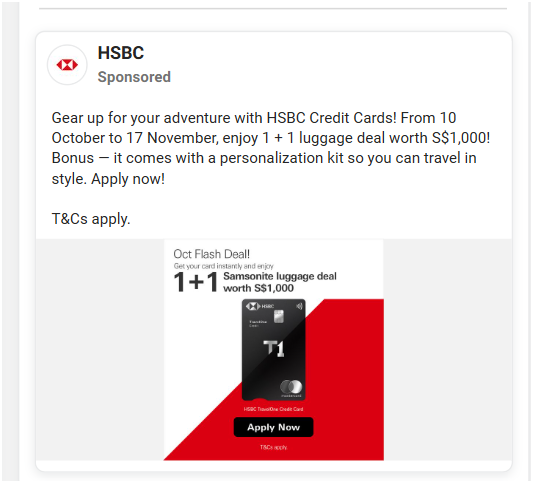 HSBC
Sponsored
Gear up for your adventure with HSBC Credit Cards! From 10
October to 17 November, enjoy 1 + 1 luggage deal worth S$1,000!
Bonus — it comes with a personalization kit so you can travel in
style. Apply now!
T&Cs apply.
Oct Flash Deal!
Get your card instantly and enjoy
1+1 Samsonite luggage deal
worth S$1,000
HSBC
TravelOne
T1
HSBC TravelOne Credit Card
Apply Now
T&Cs apply.